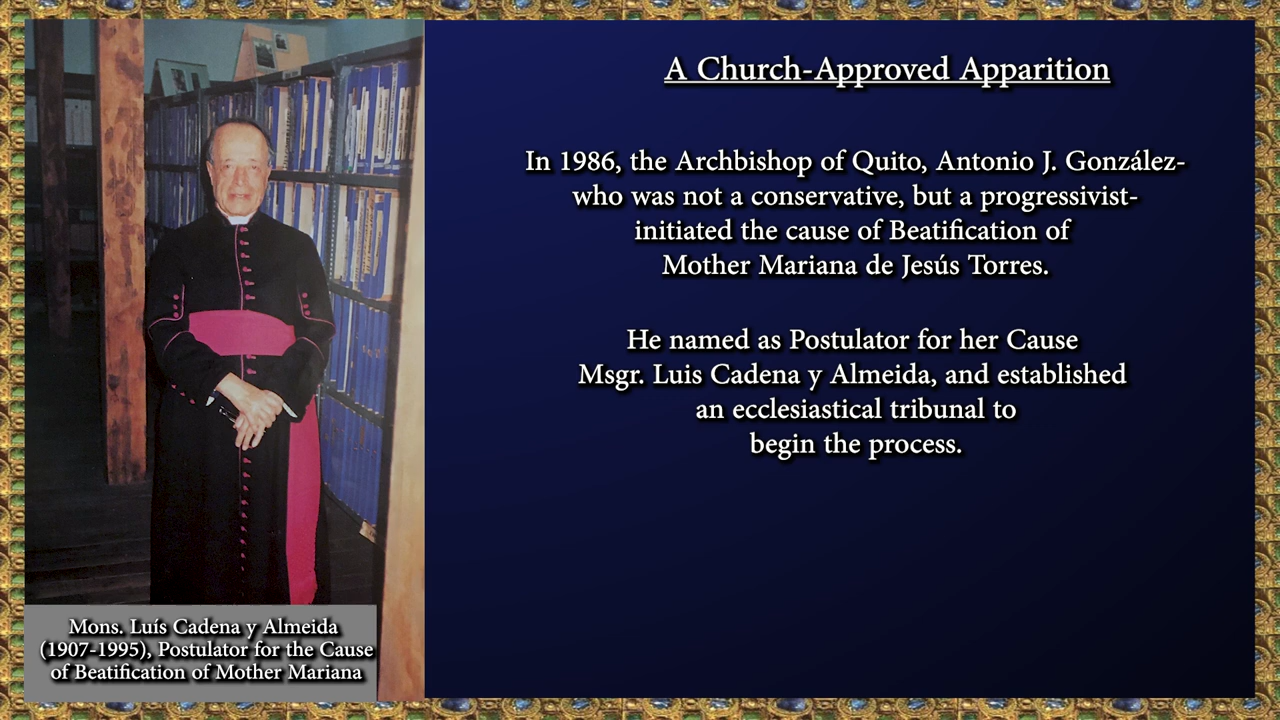 A Church-Approved Apparition
In 1986, the Archbishop of Quito, Antonio J. González-
who was not a conservative, but a progressivist-
initiated the cause of Beatification of
Mother Mariana de Jesús Torres.
He named as Postulator for her Cause
Msgr. Luis Cadena y Almeida, and established
an ecclesiastical tribunal to
begin the process.
Mons. Luís Cadena y Almeida
(1907-1995), Postulator for the Cause
of Beatification of Mother Mariana